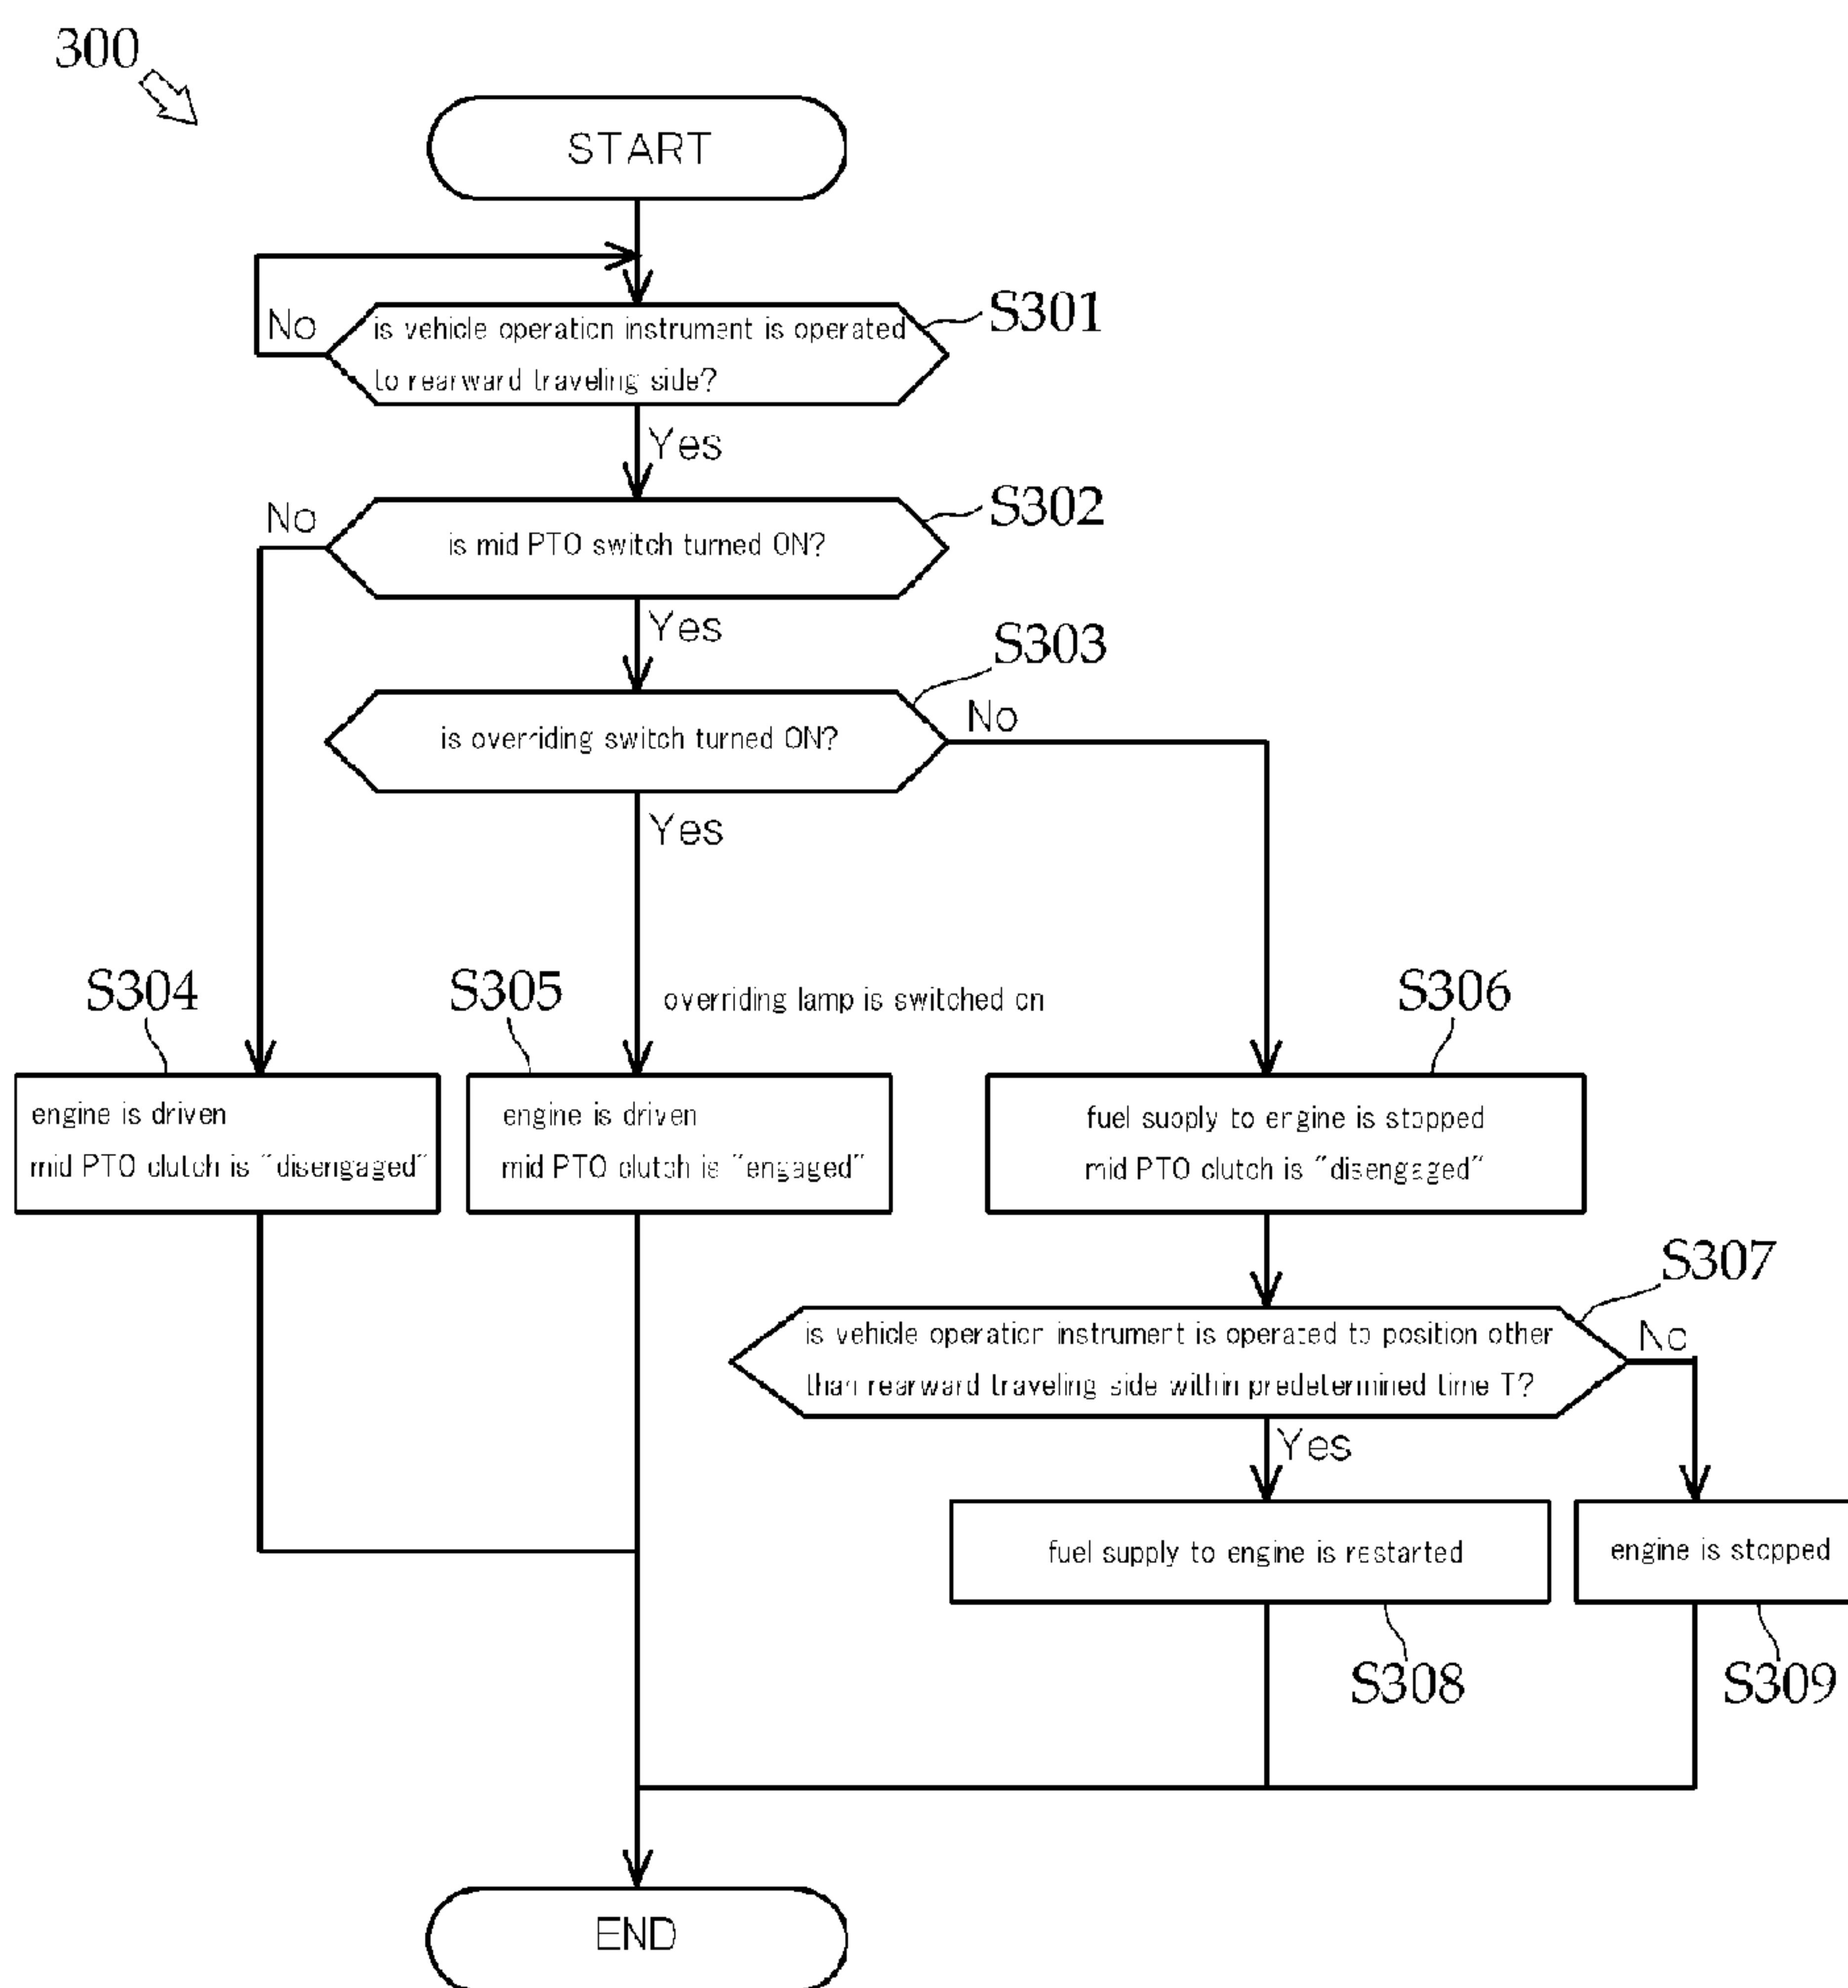 300
START
No
is vehicle operation instrument is operated
to rearward traveling side?
S301
Yes
No
is mid PTO switch turned ON?
S302
Yes
S303
is overriding switch turned ON?
No
Yes
S304
S305
overriding lamp is switched on
S306
engine is driven
mid PTO clutch is "disengaged"
engine is driven
mid PTO clutch is "engaged"
fuel supply to engine is stopped
mid PTO clutch is "disengaged"
S307
is vehicle operation instrument is operated to position other
than rearward traveling side within predetermined time T?
No
Yes
fuel supply to engine is restarted
engine is stopped
S308
S309
END